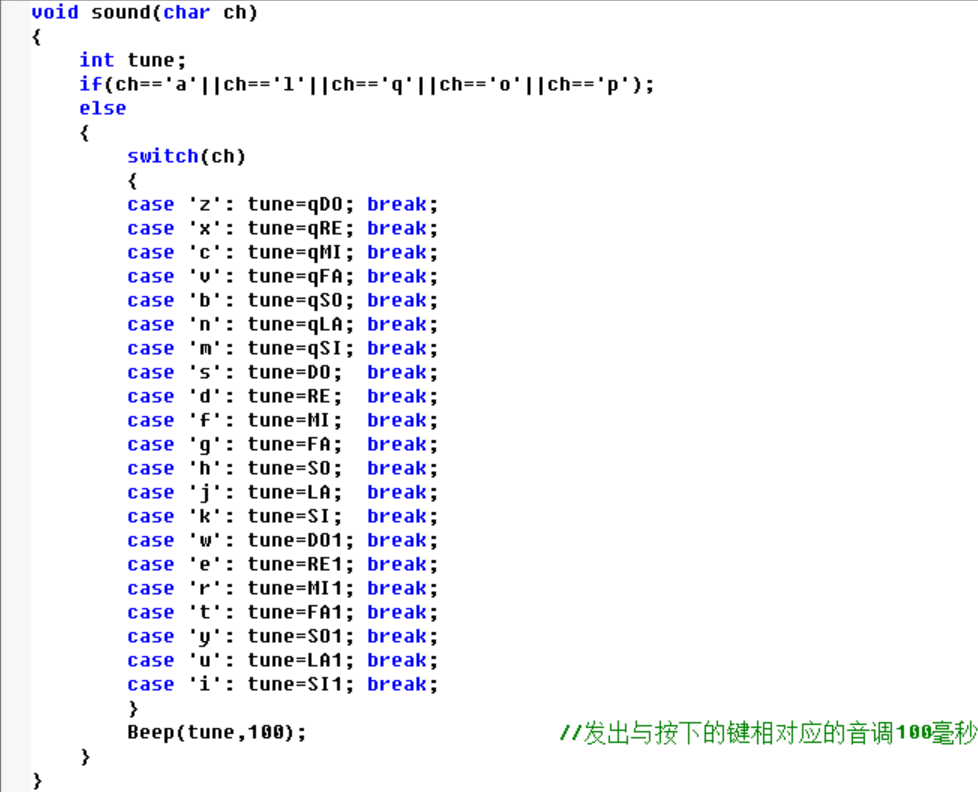 void sound(char ch)
{
    int tune;
    if(ch=='a'||ch=='l'||ch=='q'||ch=='o'||ch=='p');
    else
    {
        switch(ch)
        {
        case 'z': tune=qDO; break;
        case 'x': tune=qRE; break;
        case 'c': tune=qMI; break;
        case 'v': tune=qFA; break;
        case 'b': tune=qSO; break;
        case 'n': tune=qLA; break;
        case 'm': tune=qSI; break;
        case 's': tune=DO;  break;
        case 'd': tune=RE;  break;
        case 'f': tune=MI;  break;
        case 'g': tune=FA;  break;
        case 'h': tune=SO;  break;
        case 'j': tune=LA;  break;
        case 'k': tune=SI;  break;
        case 'w': tune=DO1; break;
        case 'e': tune=RE1; break;
        case 'r': tune=MI1; break;
        case 't': tune=FA1; break;
        case 'y': tune=SO1; break;
        case 'u': tune=LA1; break;
        case 'i': tune=SI1; break;
        }
        Beep(tune,100);                     //发出与按下的键相对应的音调100毫秒
    }
}